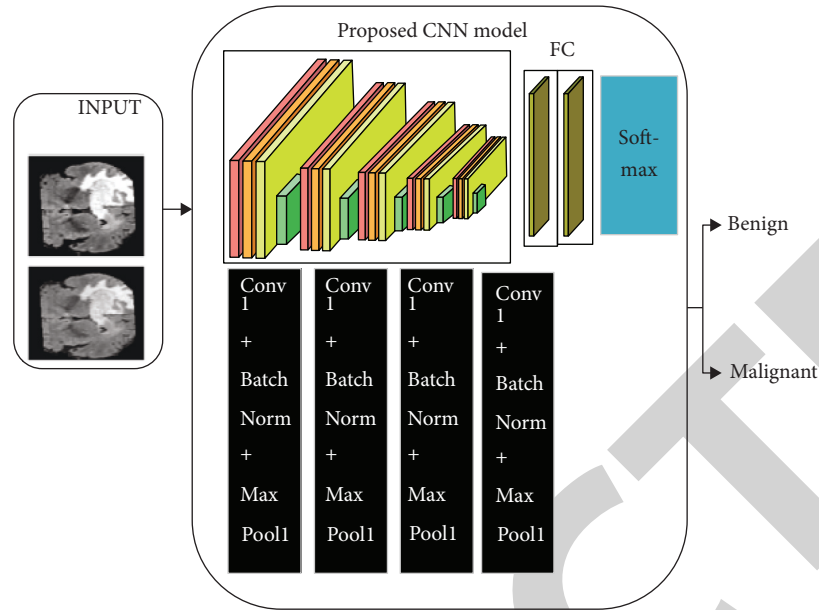 Proposed CNN model
FC
INPUT
Soft-
max
Benign
Malignant
Conv
1
+
Batch
Norm
+
Max
Pool1
Conv
1
+
Batch
Norm
+
Max
Pool1
Conv
1
+
Batch
Norm
+
Max
Pool1
Conv
1
+
Batch
Norm
+
Max
Pool1